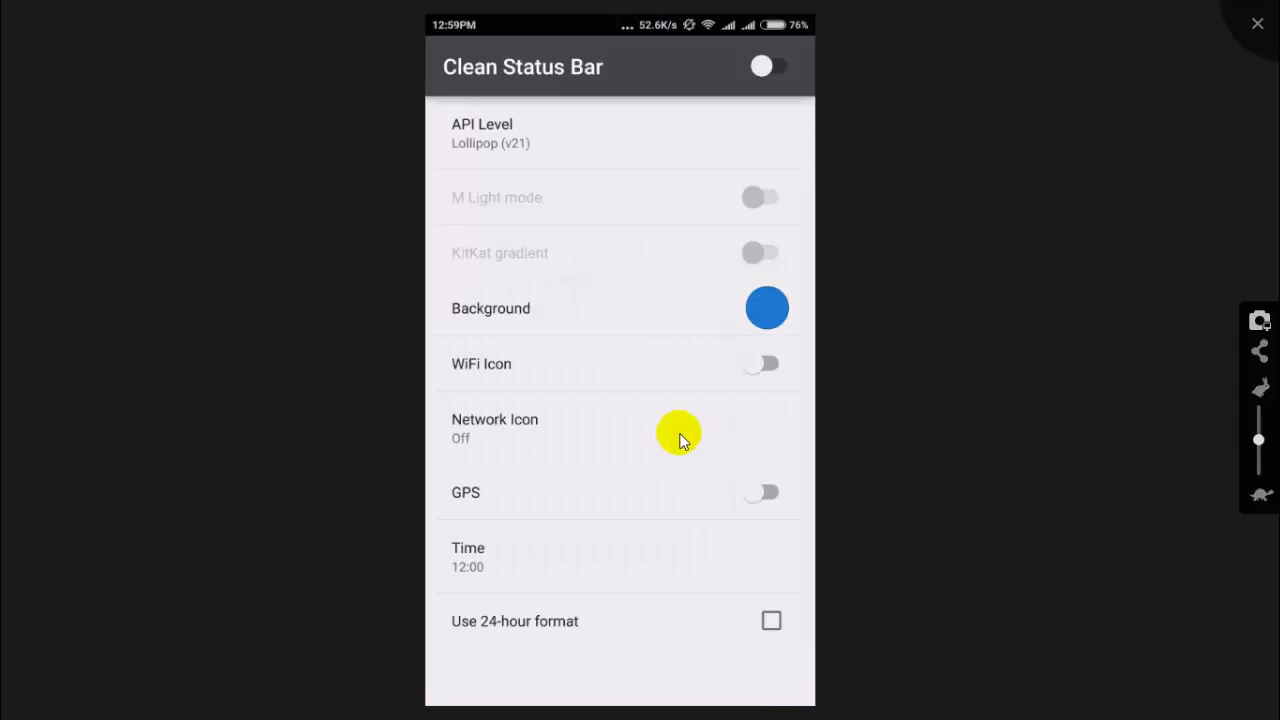 12:59PM ... 52.6K/s 76%
Clean Status Bar
API Level
Lollipop (v21)
M Light mode
KitKat gradient
Background
WiFi Icon
Network Icon
Off
GPS
Time
12:00
Use 24-hour format